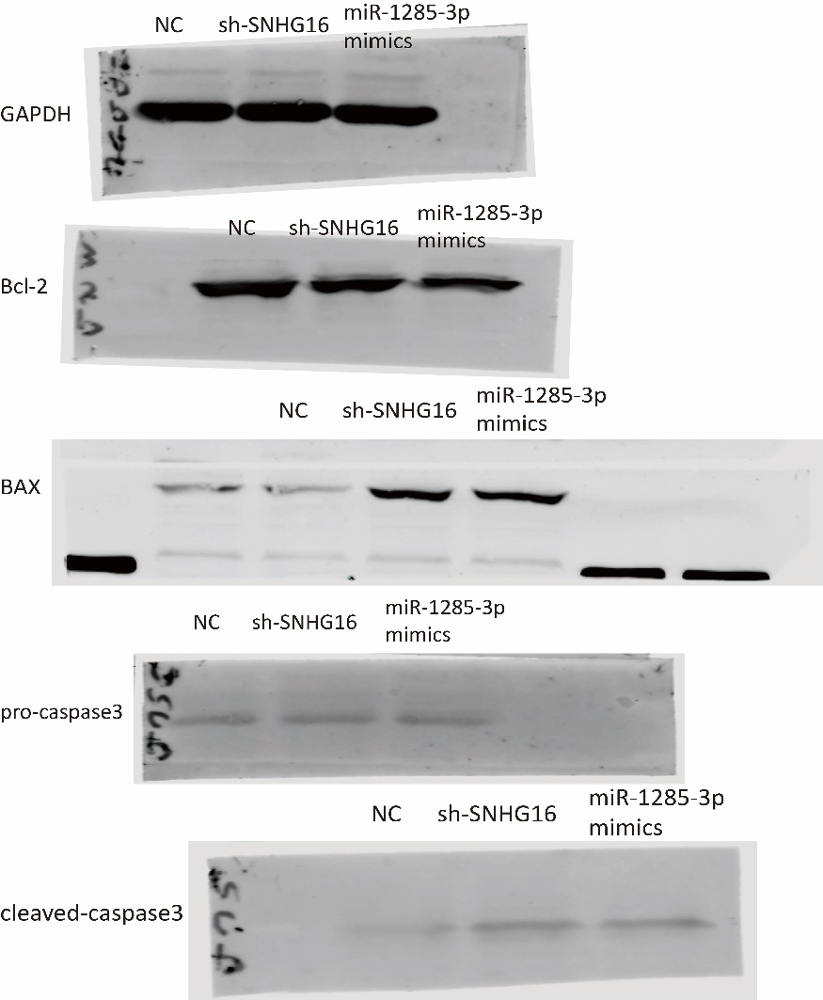 NC sh-SNHG16 miR-1285-3p
mimics
GAPDH
NC sh-SNHG16 miR-1285-3p
mimics
Bcl-2
NC sh-SNHG16 miR-1285-3p
mimics
BAX
NC sh-SNHG16 miR-1285-3p
mimics
pro-caspase3
NC sh-SNHG16 miR-1285-3p
mimics
cleaved-caspase3